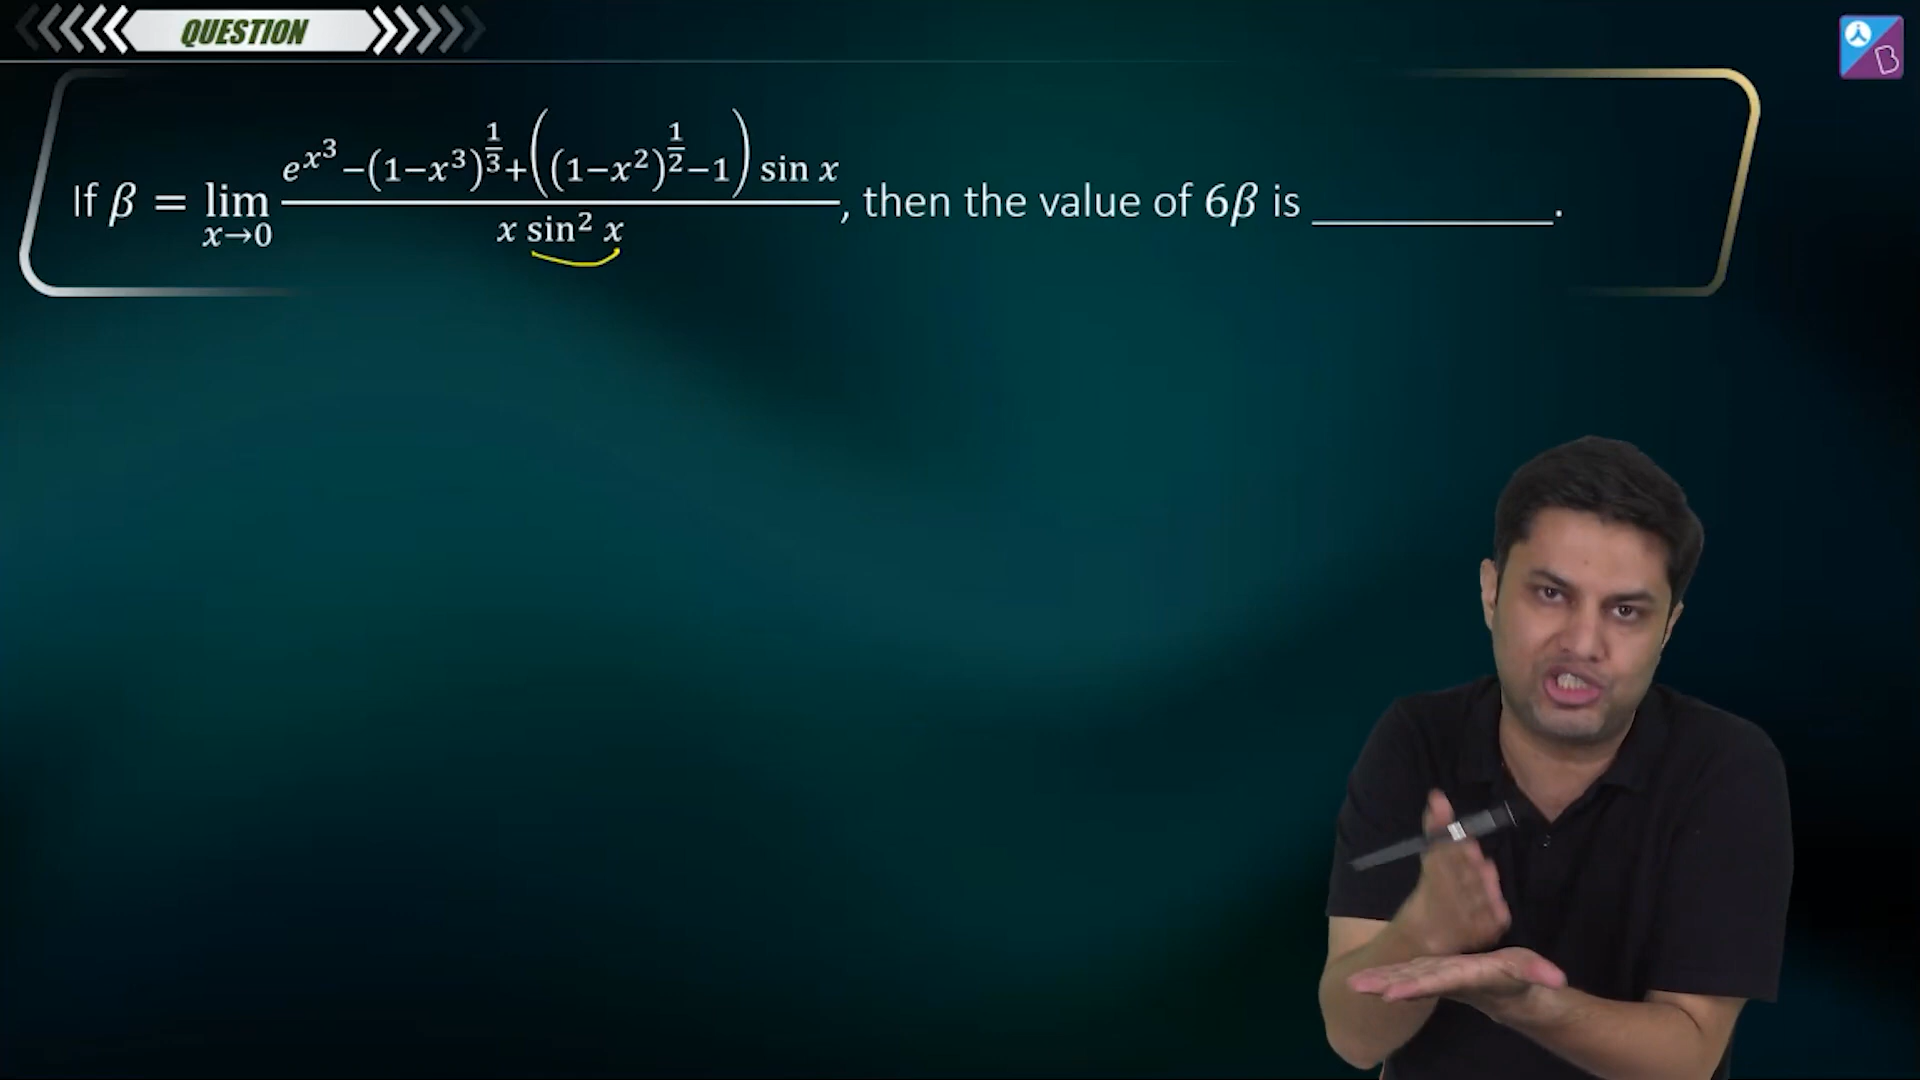 QUESTION
If β = lim x→0 (e^{x^3} − (1−x^3)^{1/3} + ((1−x^2)^{1/2} − 1) sin x) / (x sin^2 x), then the value of 6β is ________.
B